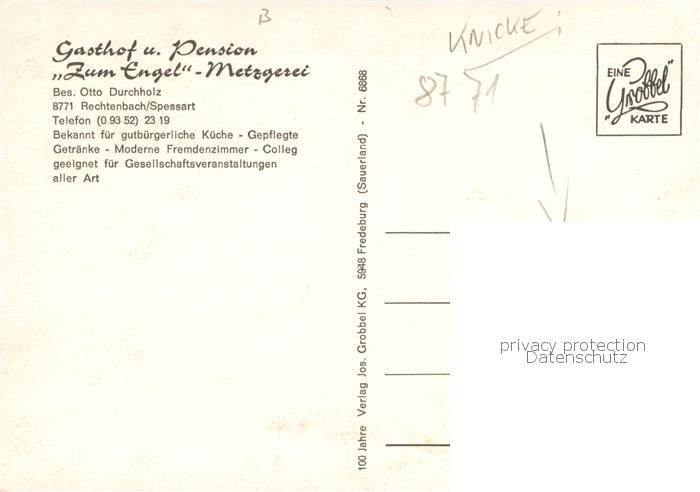 B
Gasthof u. Pension
„Zum Engel“ - Metzgerei
Bes. Otto Durchholz
8771 Rechtenbach/Spessart
Telefon (0 93 52) 23 19
Bekannt für gutbürgerliche Küche - Gepflegte
Getränke - Moderne Fremdenzimmer - Colleg
geeignet für Gesellschaftsveranstaltungen
aller Art
100 Jahre Verlag Jos. Grobbel KG, 5948 Fredeburg (Sauerland) - Nr. 6868
KNICKE
8771
EINE
„Grobbel“
KARTE
privacy protection
Datenschutz